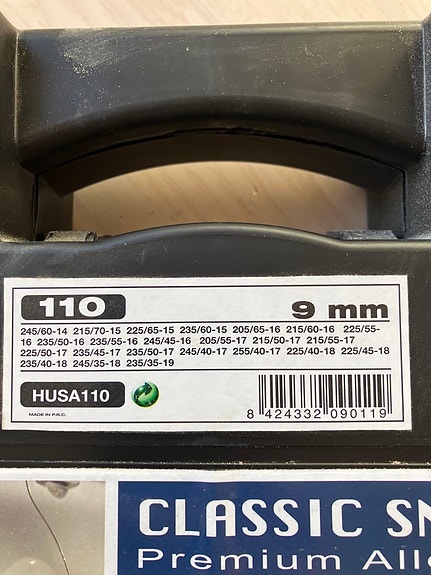 110 9 mm
245/60-14 215/70-15 225/65-15 235/60-15 205/65-16 215/60-16 225/55-
16 235/50-16 235/55-16 245/45-16 205/55-17 215/50-17 215/55-17
225/50-17 235/45-17 235/50-17 245/40-17 255/40-17 225/40-18 225/45-18
235/40-18 245/35-18 235/35-19
HUSA110
MADE IN P.R.C.
8 424332 090119
CLASSIC SN
Premium Allo